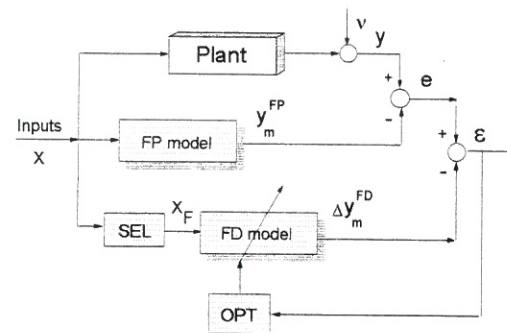 ν
y
Plant
+
e
-
y_m^FP
Inputs
X
FP model
+
ε
-
SEL
X_F
FD model
Δy_m^FD
OPT